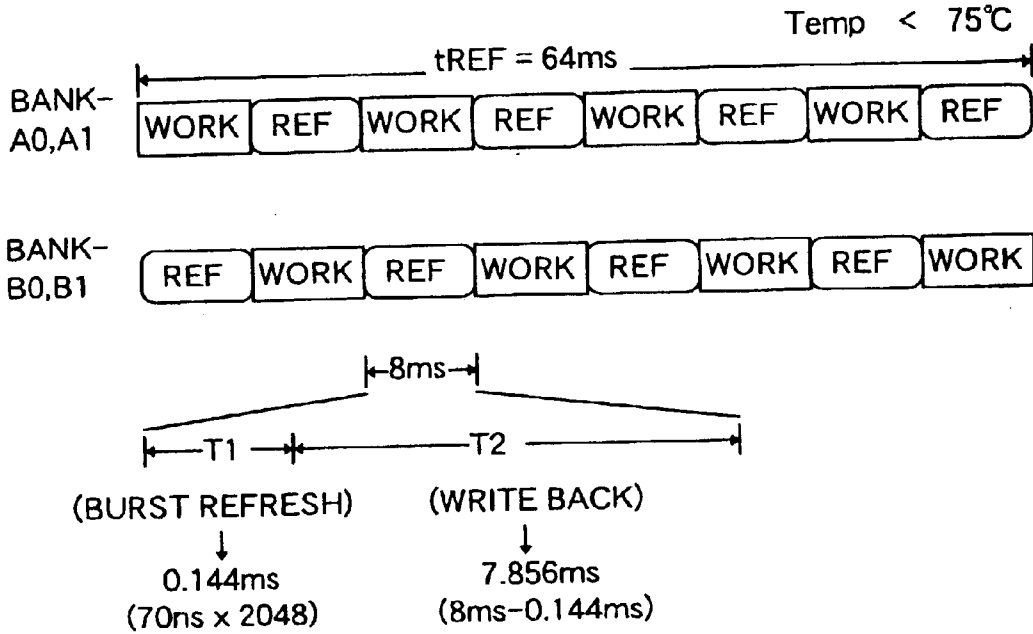 Temp < 75℃
tREF = 64ms
BANK-
A0,A1
WORK REF WORK REF WORK REF WORK REF
BANK-
B0,B1
REF WORK REF WORK REF WORK REF WORK
8ms
T1 T2
(BURST REFRESH) (WRITE BACK)
0.144ms 7.856ms
(70ns x 2048) (8ms-0.144ms)